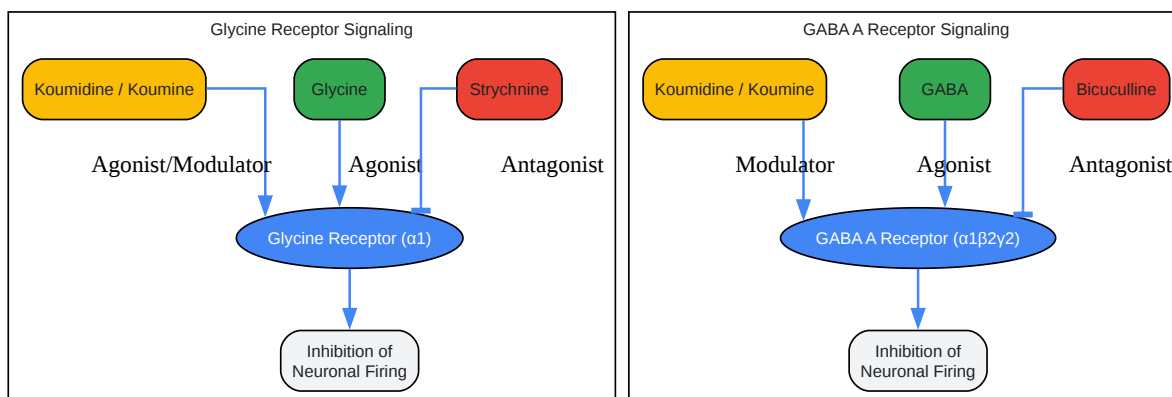 Glycine Receptor Signaling
Koumidine / Koumine
Glycine
Strychnine
Agonist/Modulator
Agonist
Antagonist
Glycine Receptor (α1)
Inhibition of
Neuronal Firing
GABA A Receptor Signaling
Koumidine / Koumine
GABA
Bicuculline
Modulator
Agonist
Antagonist
GABA A Receptor (α1β2γ2)
Inhibition of
Neuronal Firing